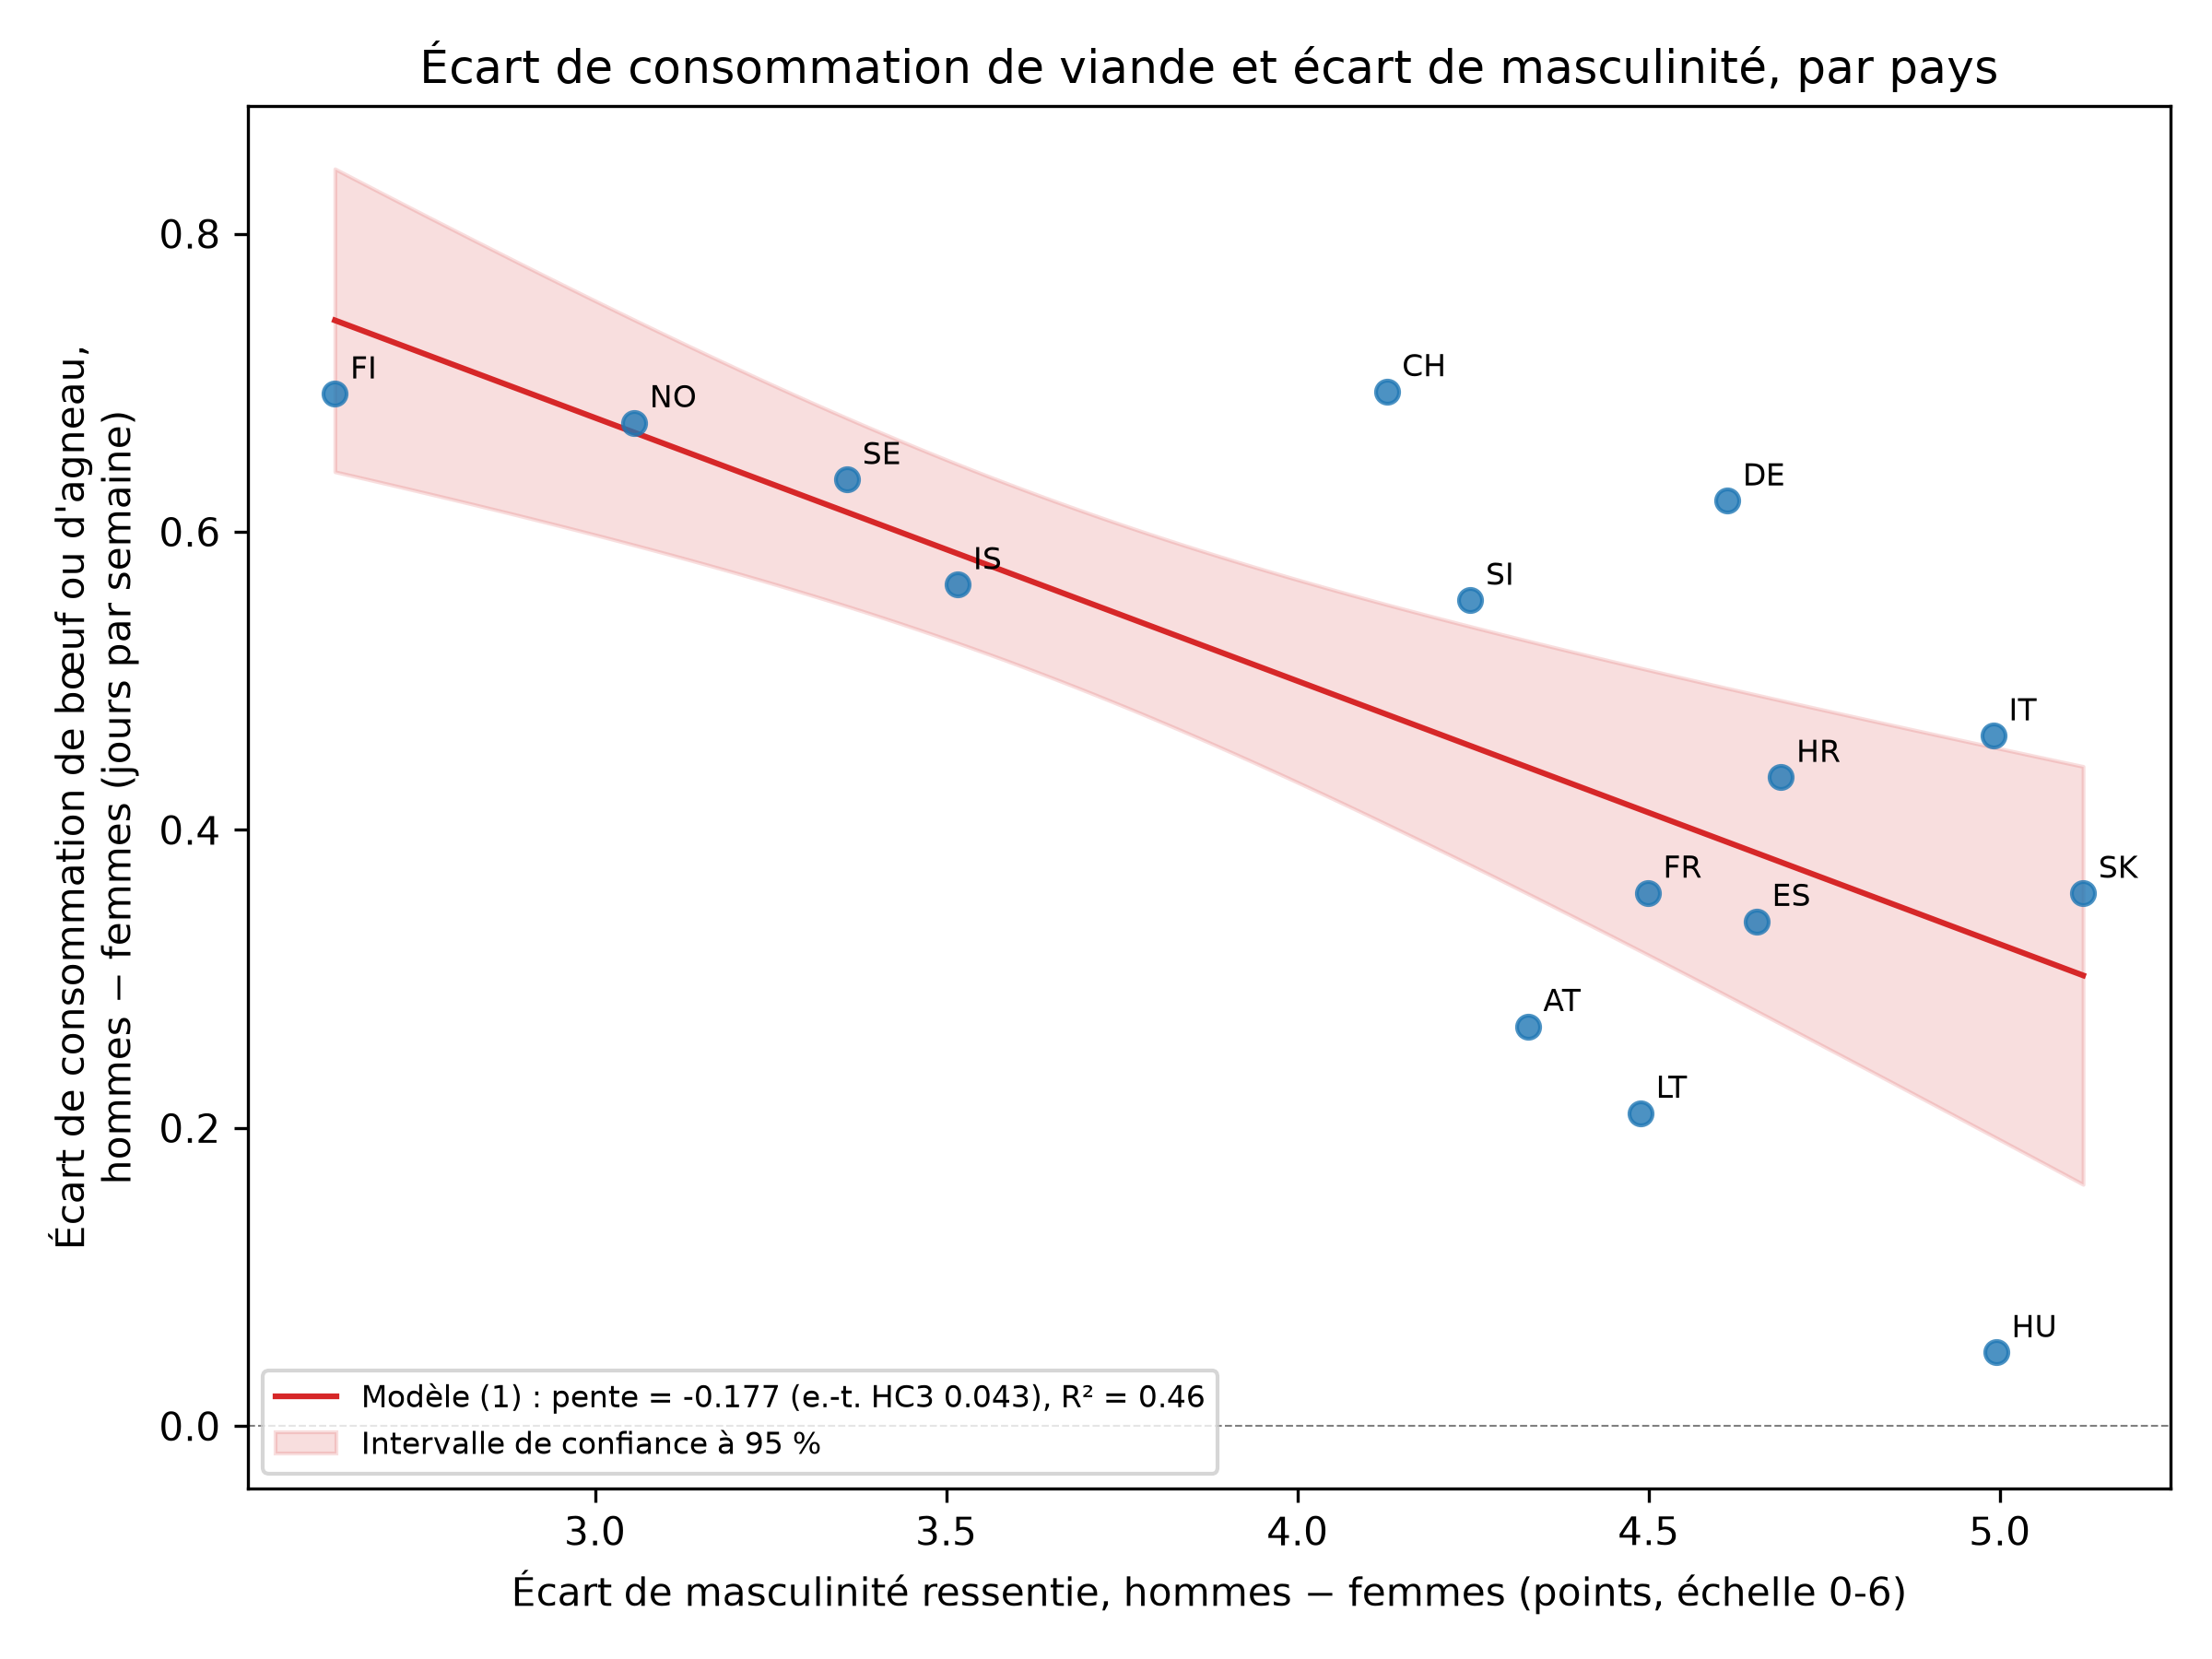 Écart de consommation de viande et écart de masculinité, par pays
Écart de consommation de bœuf ou d'agneau,
hommes − femmes (jours par semaine)
0.8
0.6
0.4
0.2
0.0
FI
NO
SE
IS
CH
DE
SI
IT
HR
FR
ES
SK
AT
LT
HU
Modèle (1) : pente = -0.177 (e.-t. HC3 0.043), R² = 0.46
Intervalle de confiance à 95 %
3.0
3.5
4.0
4.5
5.0
Écart de masculinité ressentie, hommes − femmes (points, échelle 0-6)